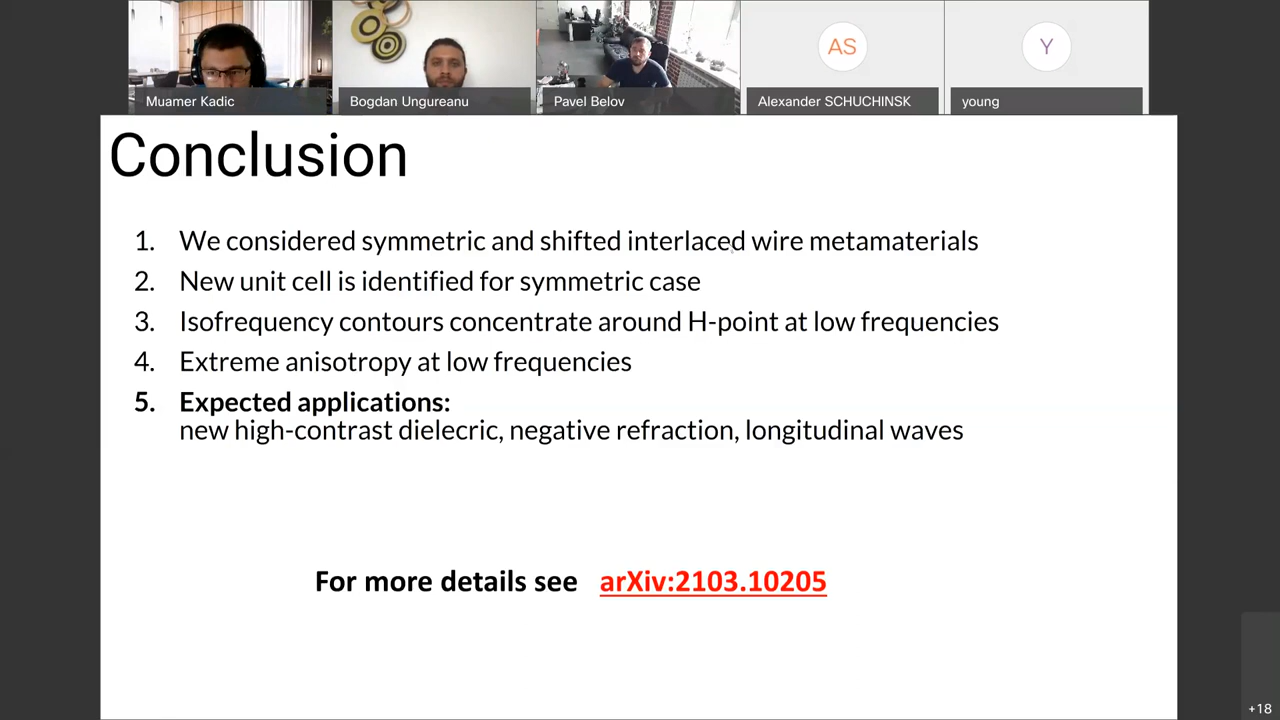 Muamer Kadic
Bogdan Ungureanu
Pavel Belov
AS
Alexander SCHUCHINSK
Y
young
Conclusion
1. We considered symmetric and shifted interlaced wire metamaterials
2. New unit cell is identified for symmetric case
3. Isofrequency contours concentrate around H-point at low frequencies
4. Extreme anisotropy at low frequencies
5. Expected applications:
new high-contrast dielecric, negative refraction, longitudinal waves
For more details see arXiv:2103.10205
+18